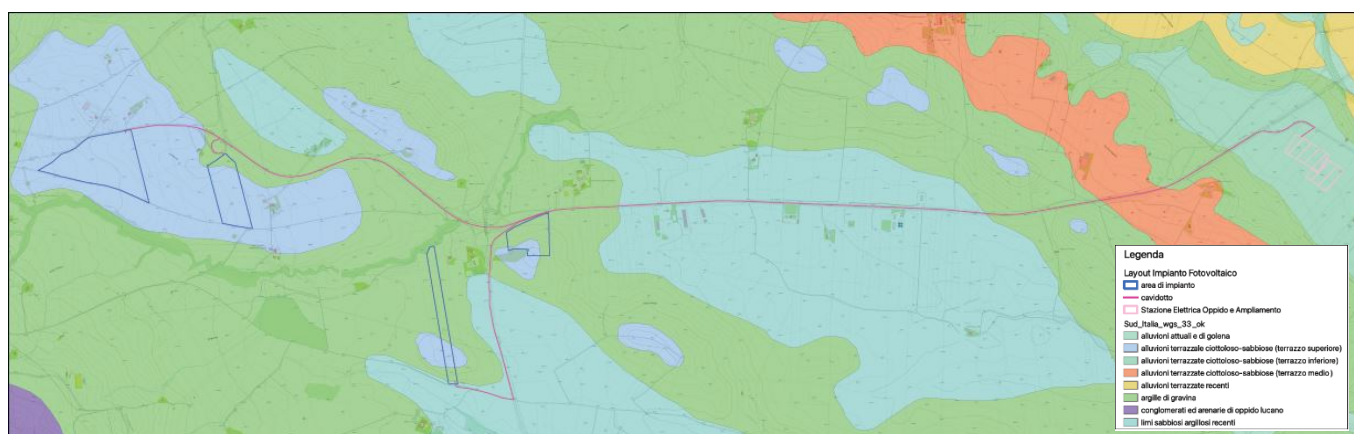 Legenda
Layout Impianto Fotovoltaico
area di impianto
cavidotto
Stazione Elettrica Oppido e Ampliamento
Sud_Italia_wgs_33_ok
alluvioni attuali e di golena
alluvioni terrazzate ciottoloso-sabbiose (terrazzo superiore)
alluvioni terrazzate ciottoloso-sabbiose (terrazzo inferiore)
alluvioni terrazzate ciottoloso-sabbiose (terrazzo medio)
alluvioni terrazzate recenti
argille di gravina
conglomerati ed arenarie di oppido lucano
limi sabbiosi argillosi recenti